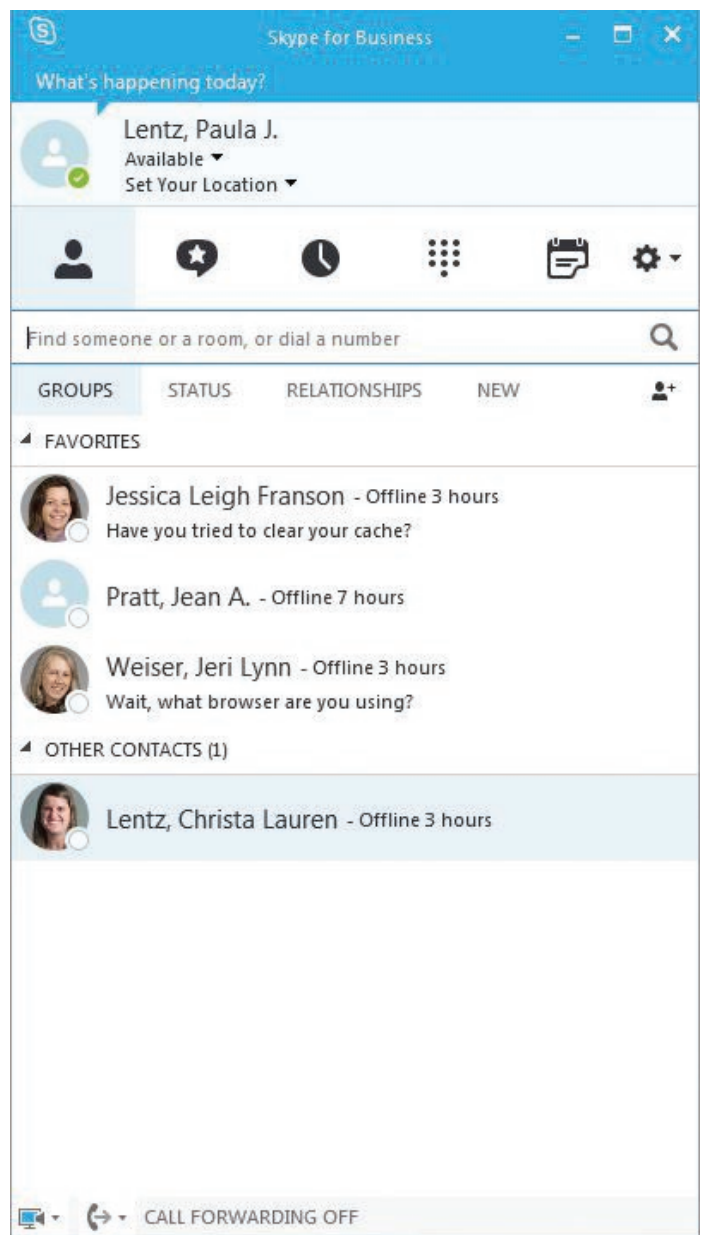 Skype for Business
What's happening today?
Lentz, Paula J.
Available
Set Your Location
Find someone or a room, or dial a number
GROUPS STATUS RELATIONSHIPS NEW
FAVORITES
Jessica Leigh Franson - Offline 3 hours
Have you tried to clear your cache?
Pratt, Jean A. - Offline 7 hours
Weiser, Jeri Lynn - Offline 3 hours
Wait, what browser are you using?
OTHER CONTACTS (1)
Lentz, Christa Lauren - Offline 3 hours
CALL FORWARDING OFF